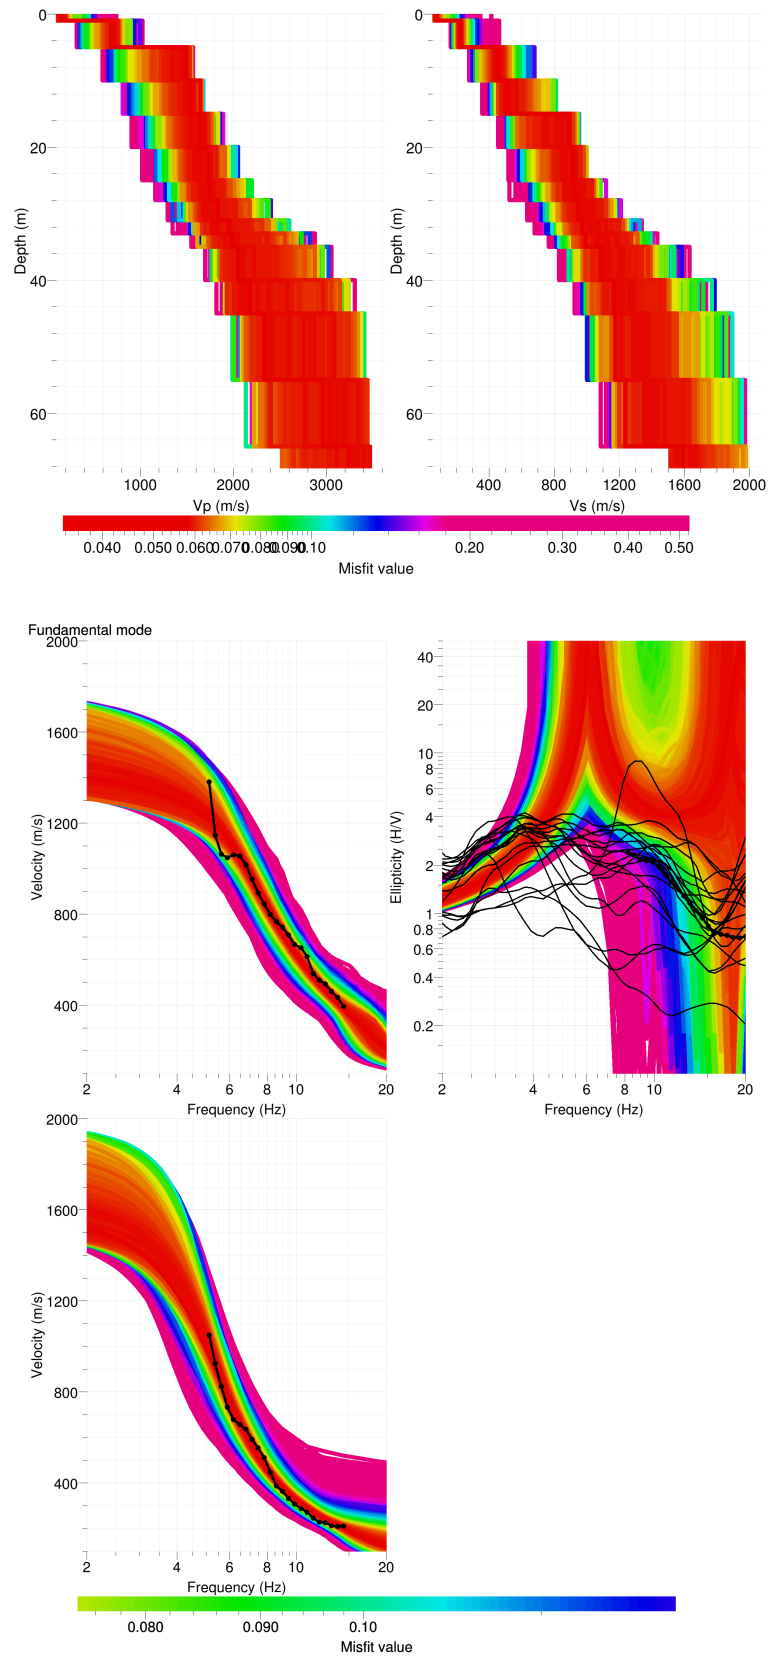 0
20
40
60
Depth (m)
1000 2000 3000
Vp (m/s)
0
20
40
60
Depth (m)
400 800 1200 1600 2000
Vs (m/s)
0.040 0.050 0.060 0.070 0.080 0.090 0.10 0.20 0.30 0.40 0.50
Misfit value
Fundamental mode
2000
1600
1200
800
400
Velocity (m/s)
2 4 6 8 10 20
Frequency (Hz)
40
20
10
8
6
4
2
1
0.8
0.6
0.4
0.2
Ellipticity (H/V)
2 4 6 8 10 20
Frequency (Hz)
2000
1600
1200
800
400
Velocity (m/s)
2 4 6 8 10 20
Frequency (Hz)
0.080 0.090 0.10
Misfit value